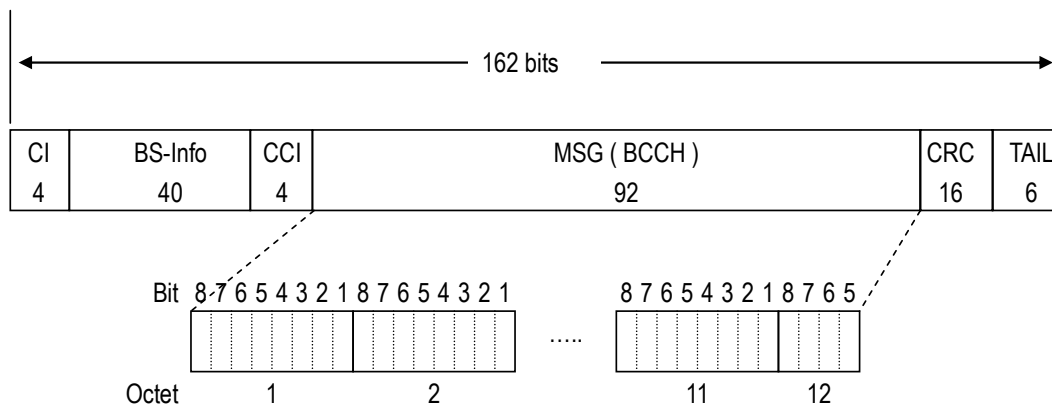 162 bits
CI BS-Info CCI MSG ( BCCH ) CRC TAIL
4 40 4 92 16 6
Bit 8 7 6 5 4 3 2 1 8 7 6 5 4 3 2 1 8 7 6 5 4 3 2 1 8 7 6 5
.....
Octet 1 2 11 12